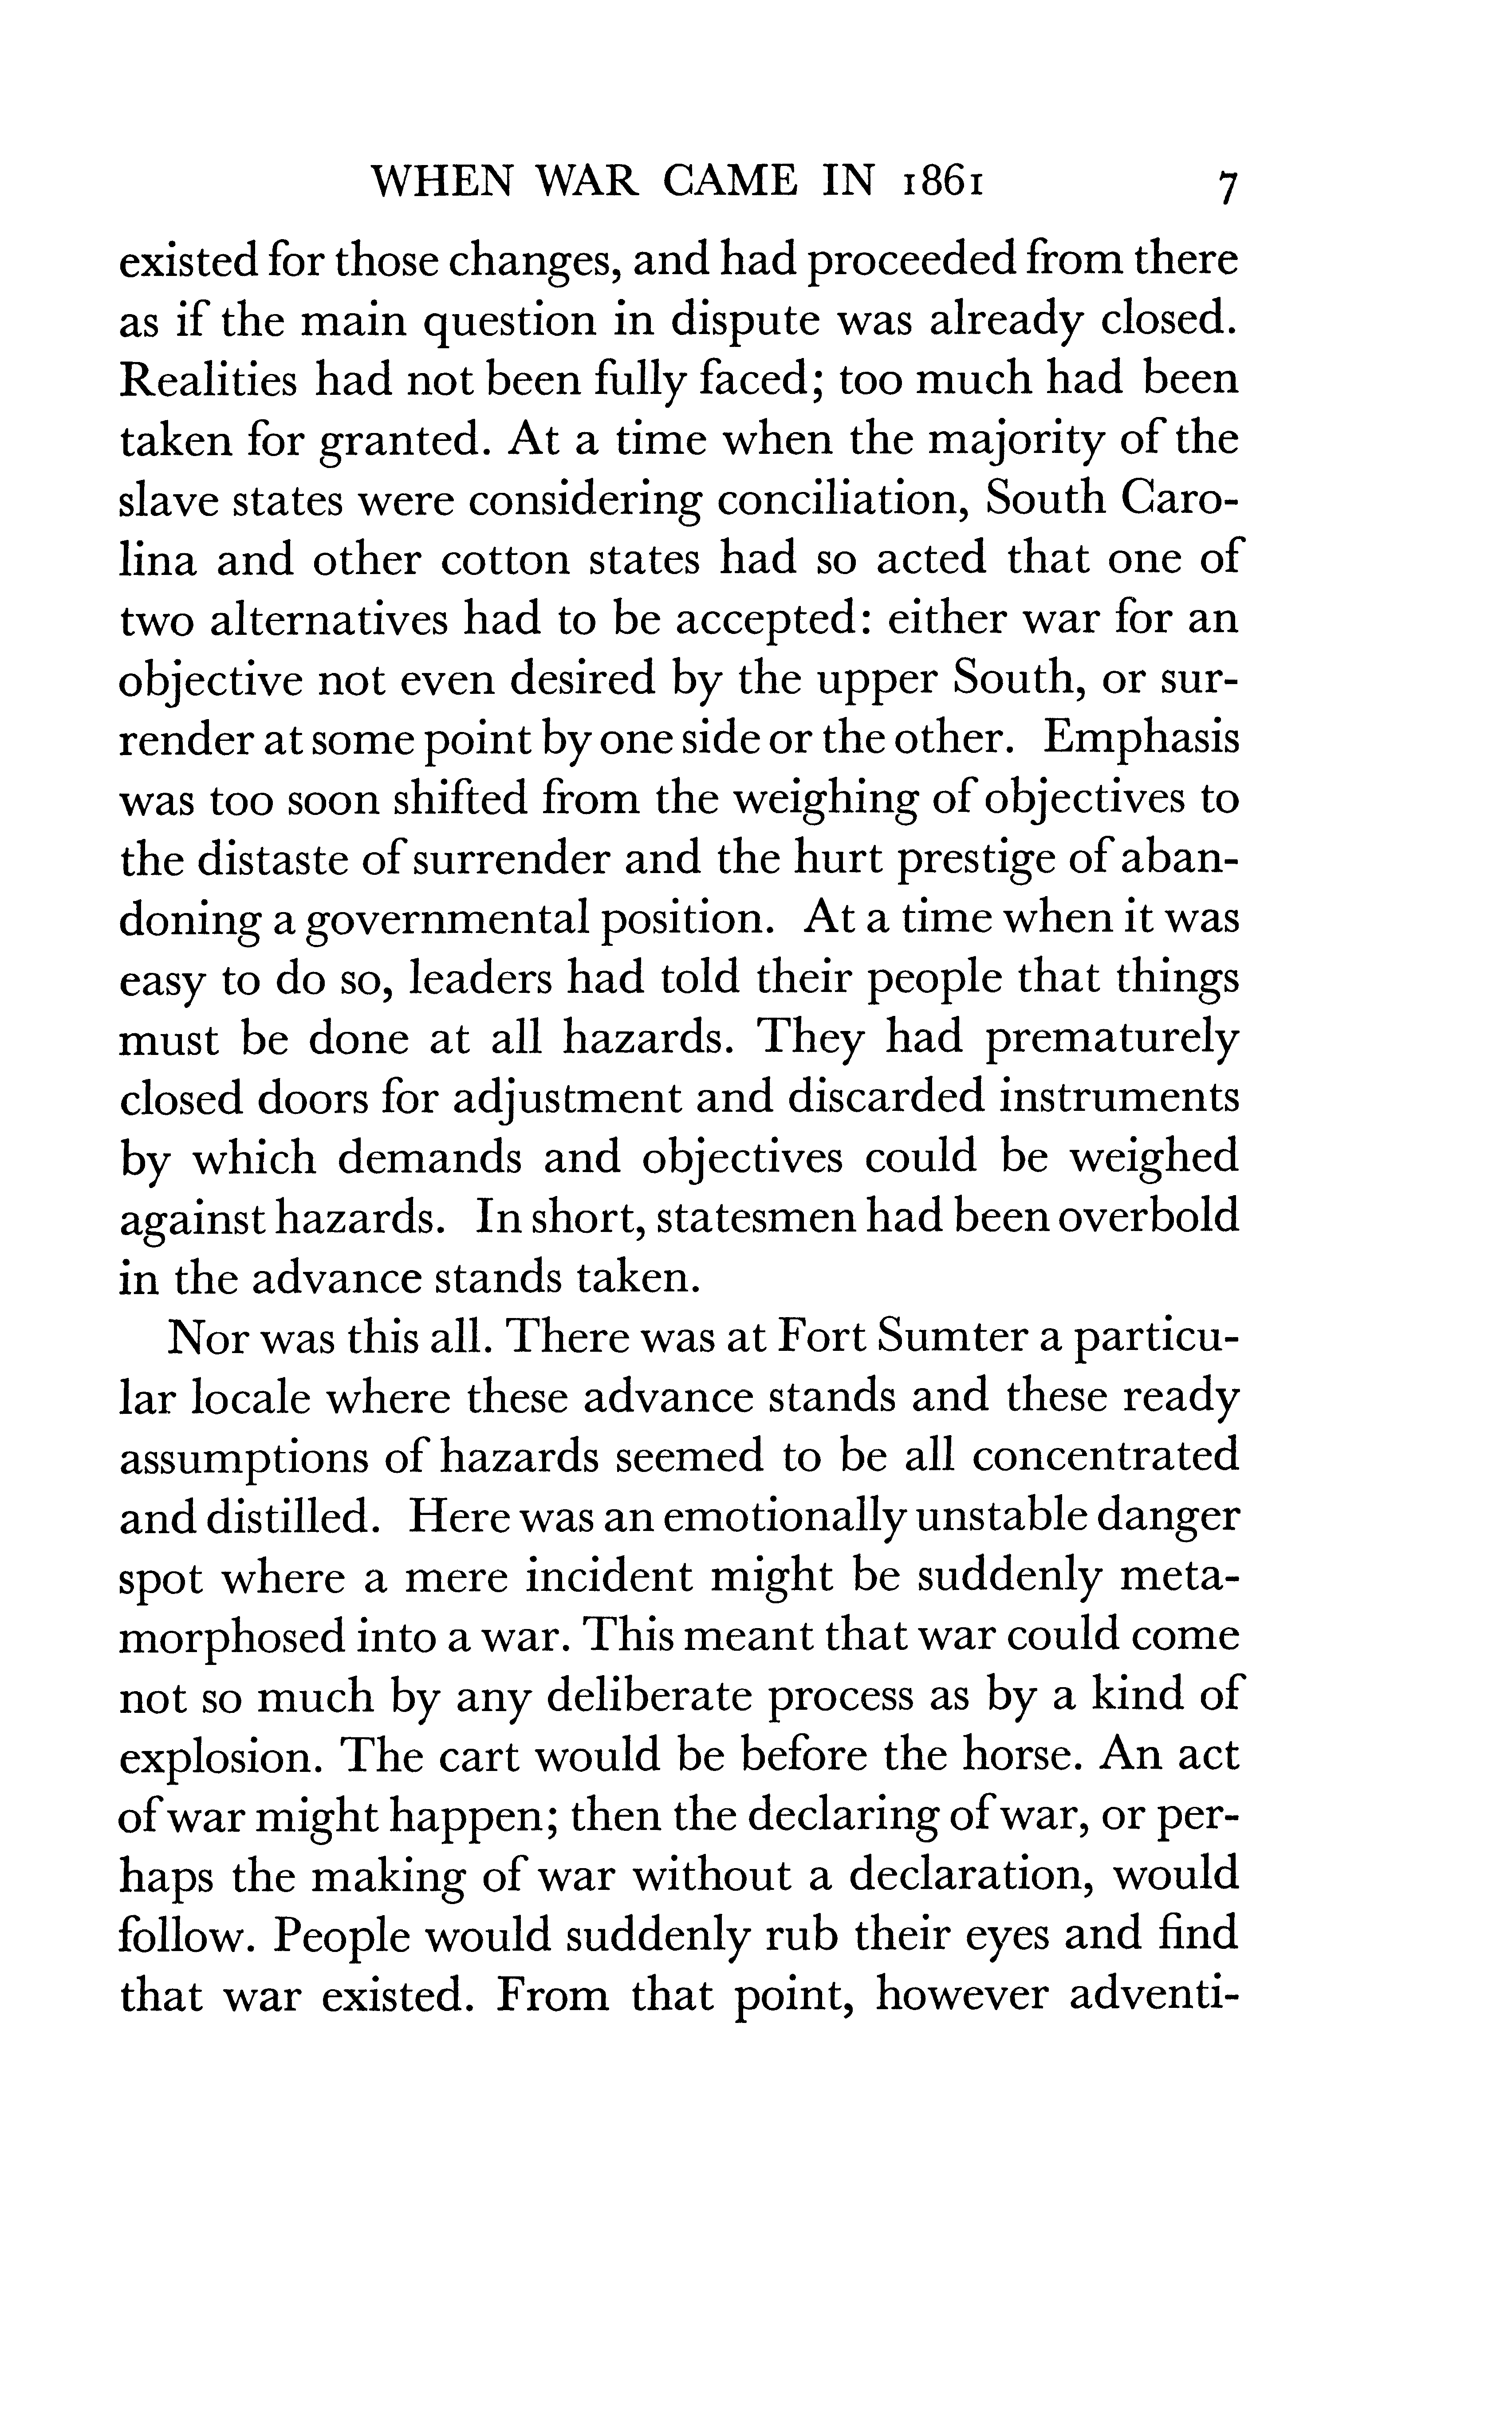 WHEN WAR CAME IN 1861 7
existed for those changes, and had proceeded from there
as if the main question in dispute was already closed.
Realities had not been fully faced; too much had been
taken for granted. At a time when the majority of the
slave states were considering conciliation, South Caro-
lina and other cotton states had so acted that one of
two alternatives had to be accepted: either war for an
objective not even desired by the upper South, or sur-
render at some point by one side or the other. Emphasis
was too soon shifted from the weighing of objectives to
the distaste of surrender and the hurt prestige of aban-
doning a governmental position. At a time when it was
easy to do so, leaders had told their people that things
must be done at all hazards. They had prematurely
closed doors for adjustment and discarded instruments
by which demands and objectives could be weighed
against hazards. In short, statesmen had been overbold
in the advance stands taken.
Nor was this all. There was at Fort Sumter a particu-
lar locale where these advance stands and these ready
assumptions of hazards seemed to be all concentrated
and distilled. Here was an emotionally unstable danger
spot where a mere incident might be suddenly meta-
morphosed into a war. This meant that war could come
not so much by any deliberate process as by a kind of
explosion. The cart would be before the horse. An act
of war might happen; then the declaring of war, or per-
haps the making of war without a declaration, would
follow. People would suddenly rub their eyes and find
that war existed. From that point, however adventi-